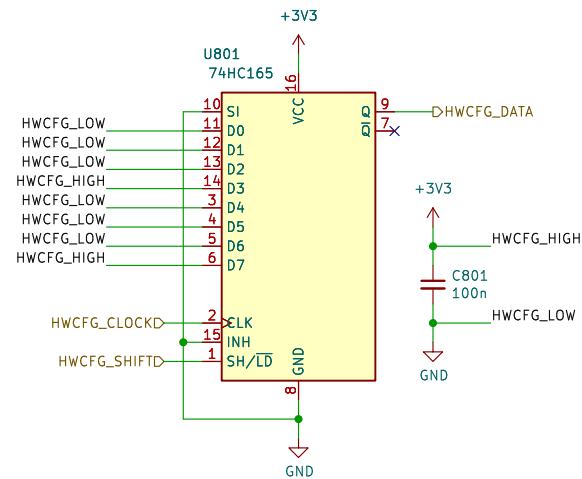 +3V3
U801
74HC165
16
VCC
10 SI
HWCFG_LOW 11 D0
HWCFG_LOW 12 D1
HWCFG_LOW 13 D2
HWCFG_HIGH 14 D3
HWCFG_LOW 3 D4
HWCFG_LOW 4 D5
HWCFG_LOW 5 D6
HWCFG_HIGH 6 D7
HWCFG_CLOCK 2 CLK
15 INH
HWCFG_SHIFT 1 SH/LD
GND
8
GND
Q 9 HWCFG_DATA
Q 7
+3V3
HWCFG_HIGH
C801
100n
HWCFG_LOW
GND